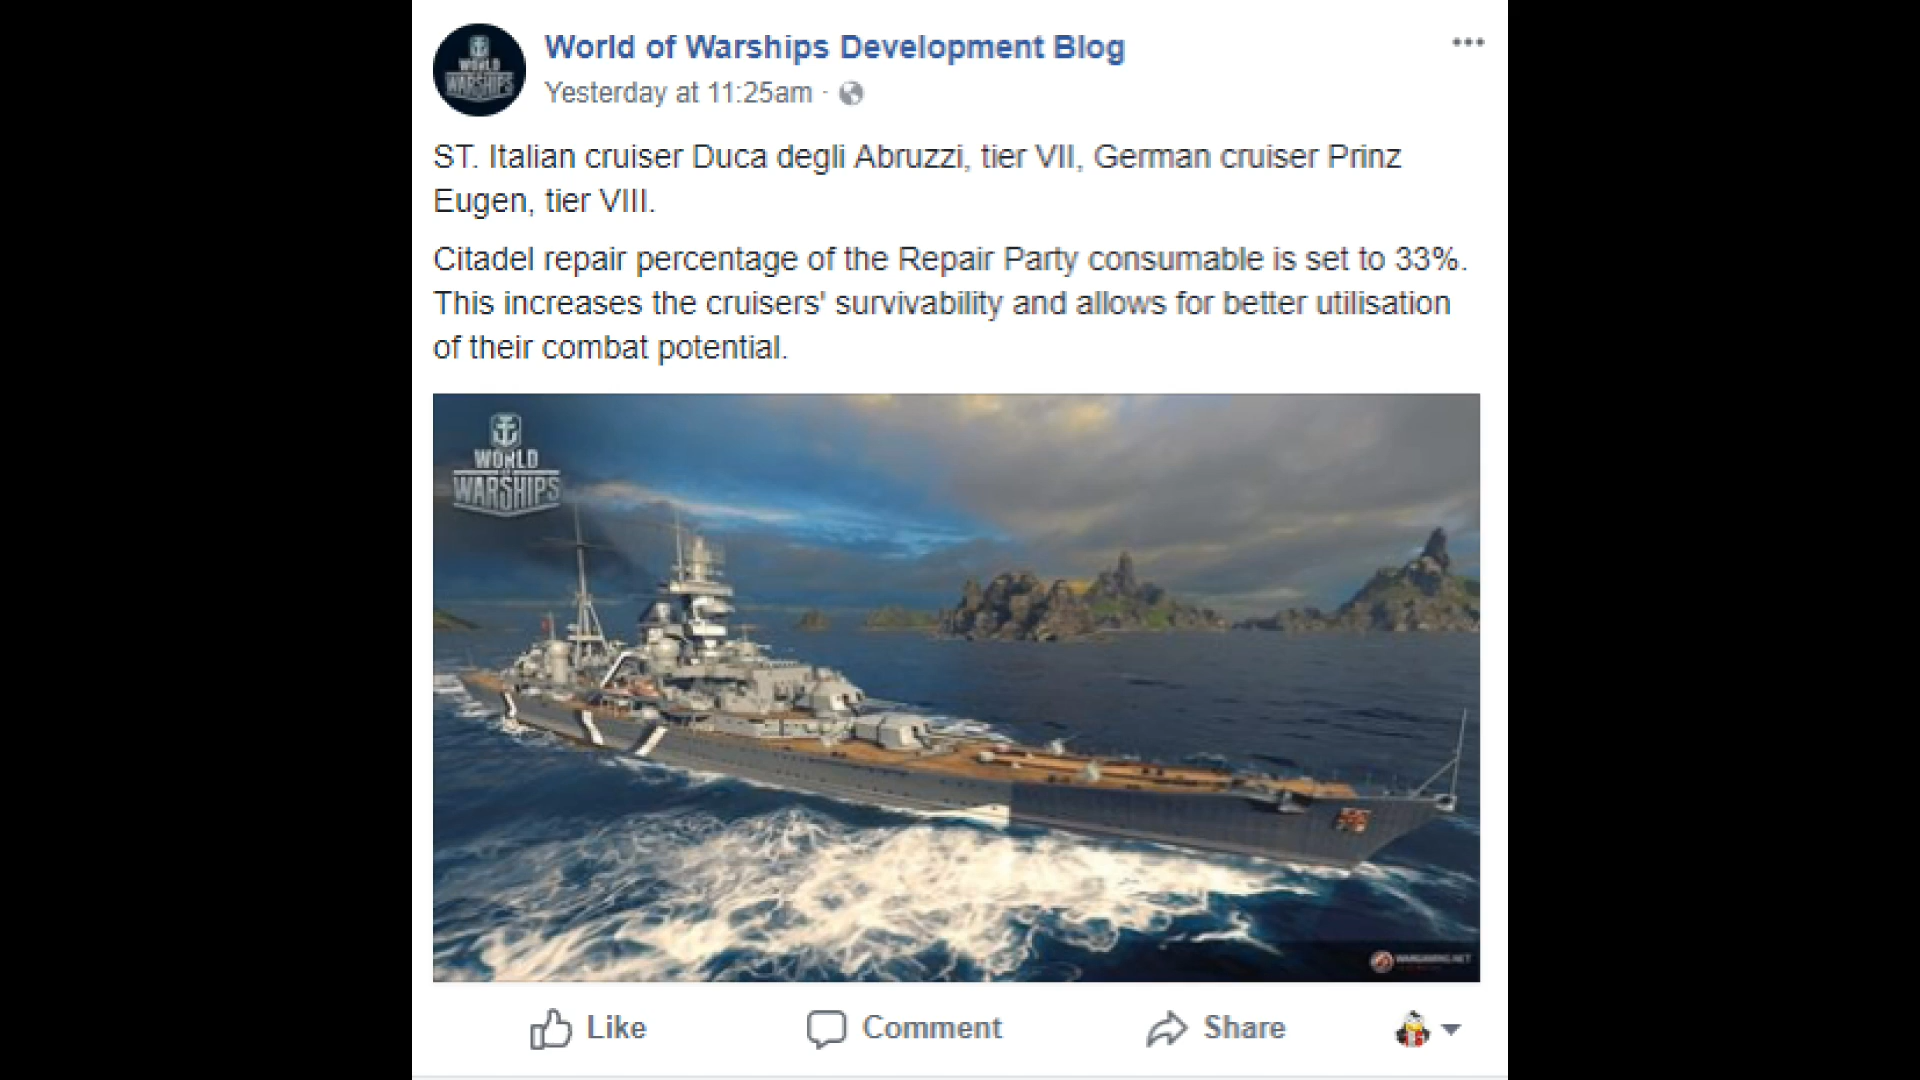 WORLD
WARSHIPS
World of Warships Development Blog
Yesterday at 11:25am ·
ST. Italian cruiser Duca degli Abruzzi, tier VII, German cruiser Prinz
Eugen, tier VIII.
Citadel repair percentage of the Repair Party consumable is set to 33%.
This increases the cruisers' survivability and allows for better utilisation
of their combat potential.
WORLD
WARSHIPS
WARGAMING.NET
Like
Comment
Share